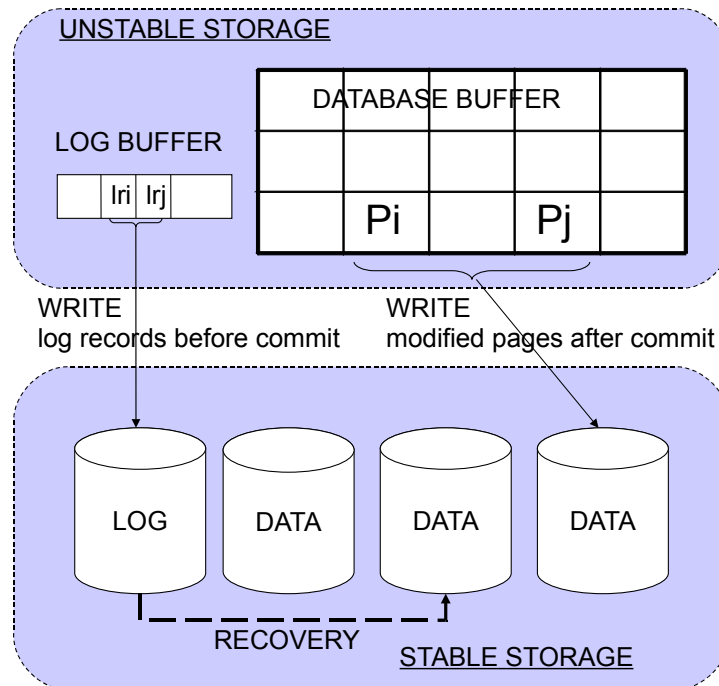 UNSTABLE STORAGE
DATABASE BUFFER
LOG BUFFER
lri lrj
Pi Pj
WRITE
log records before commit
WRITE
modified pages after commit
LOG DATA DATA DATA
RECOVERY
STABLE STORAGE